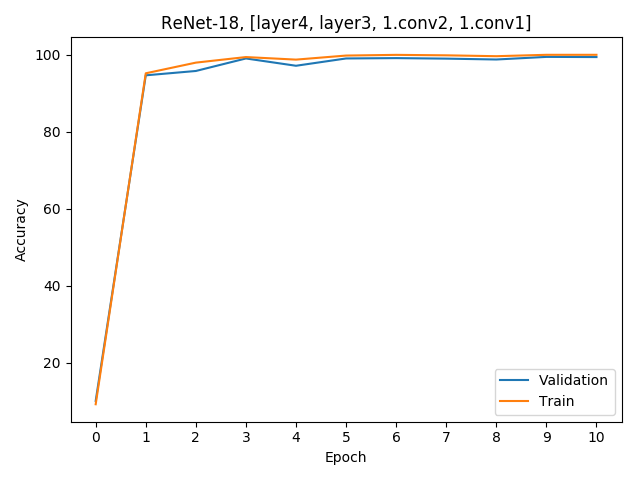 ReNet-18, [layer4, layer3, 1.conv2, 1.conv1]
100
80
60
40
20
Accuracy
0 1 2 3 4 5 6 7 8 9 10
Epoch
Validation
Train